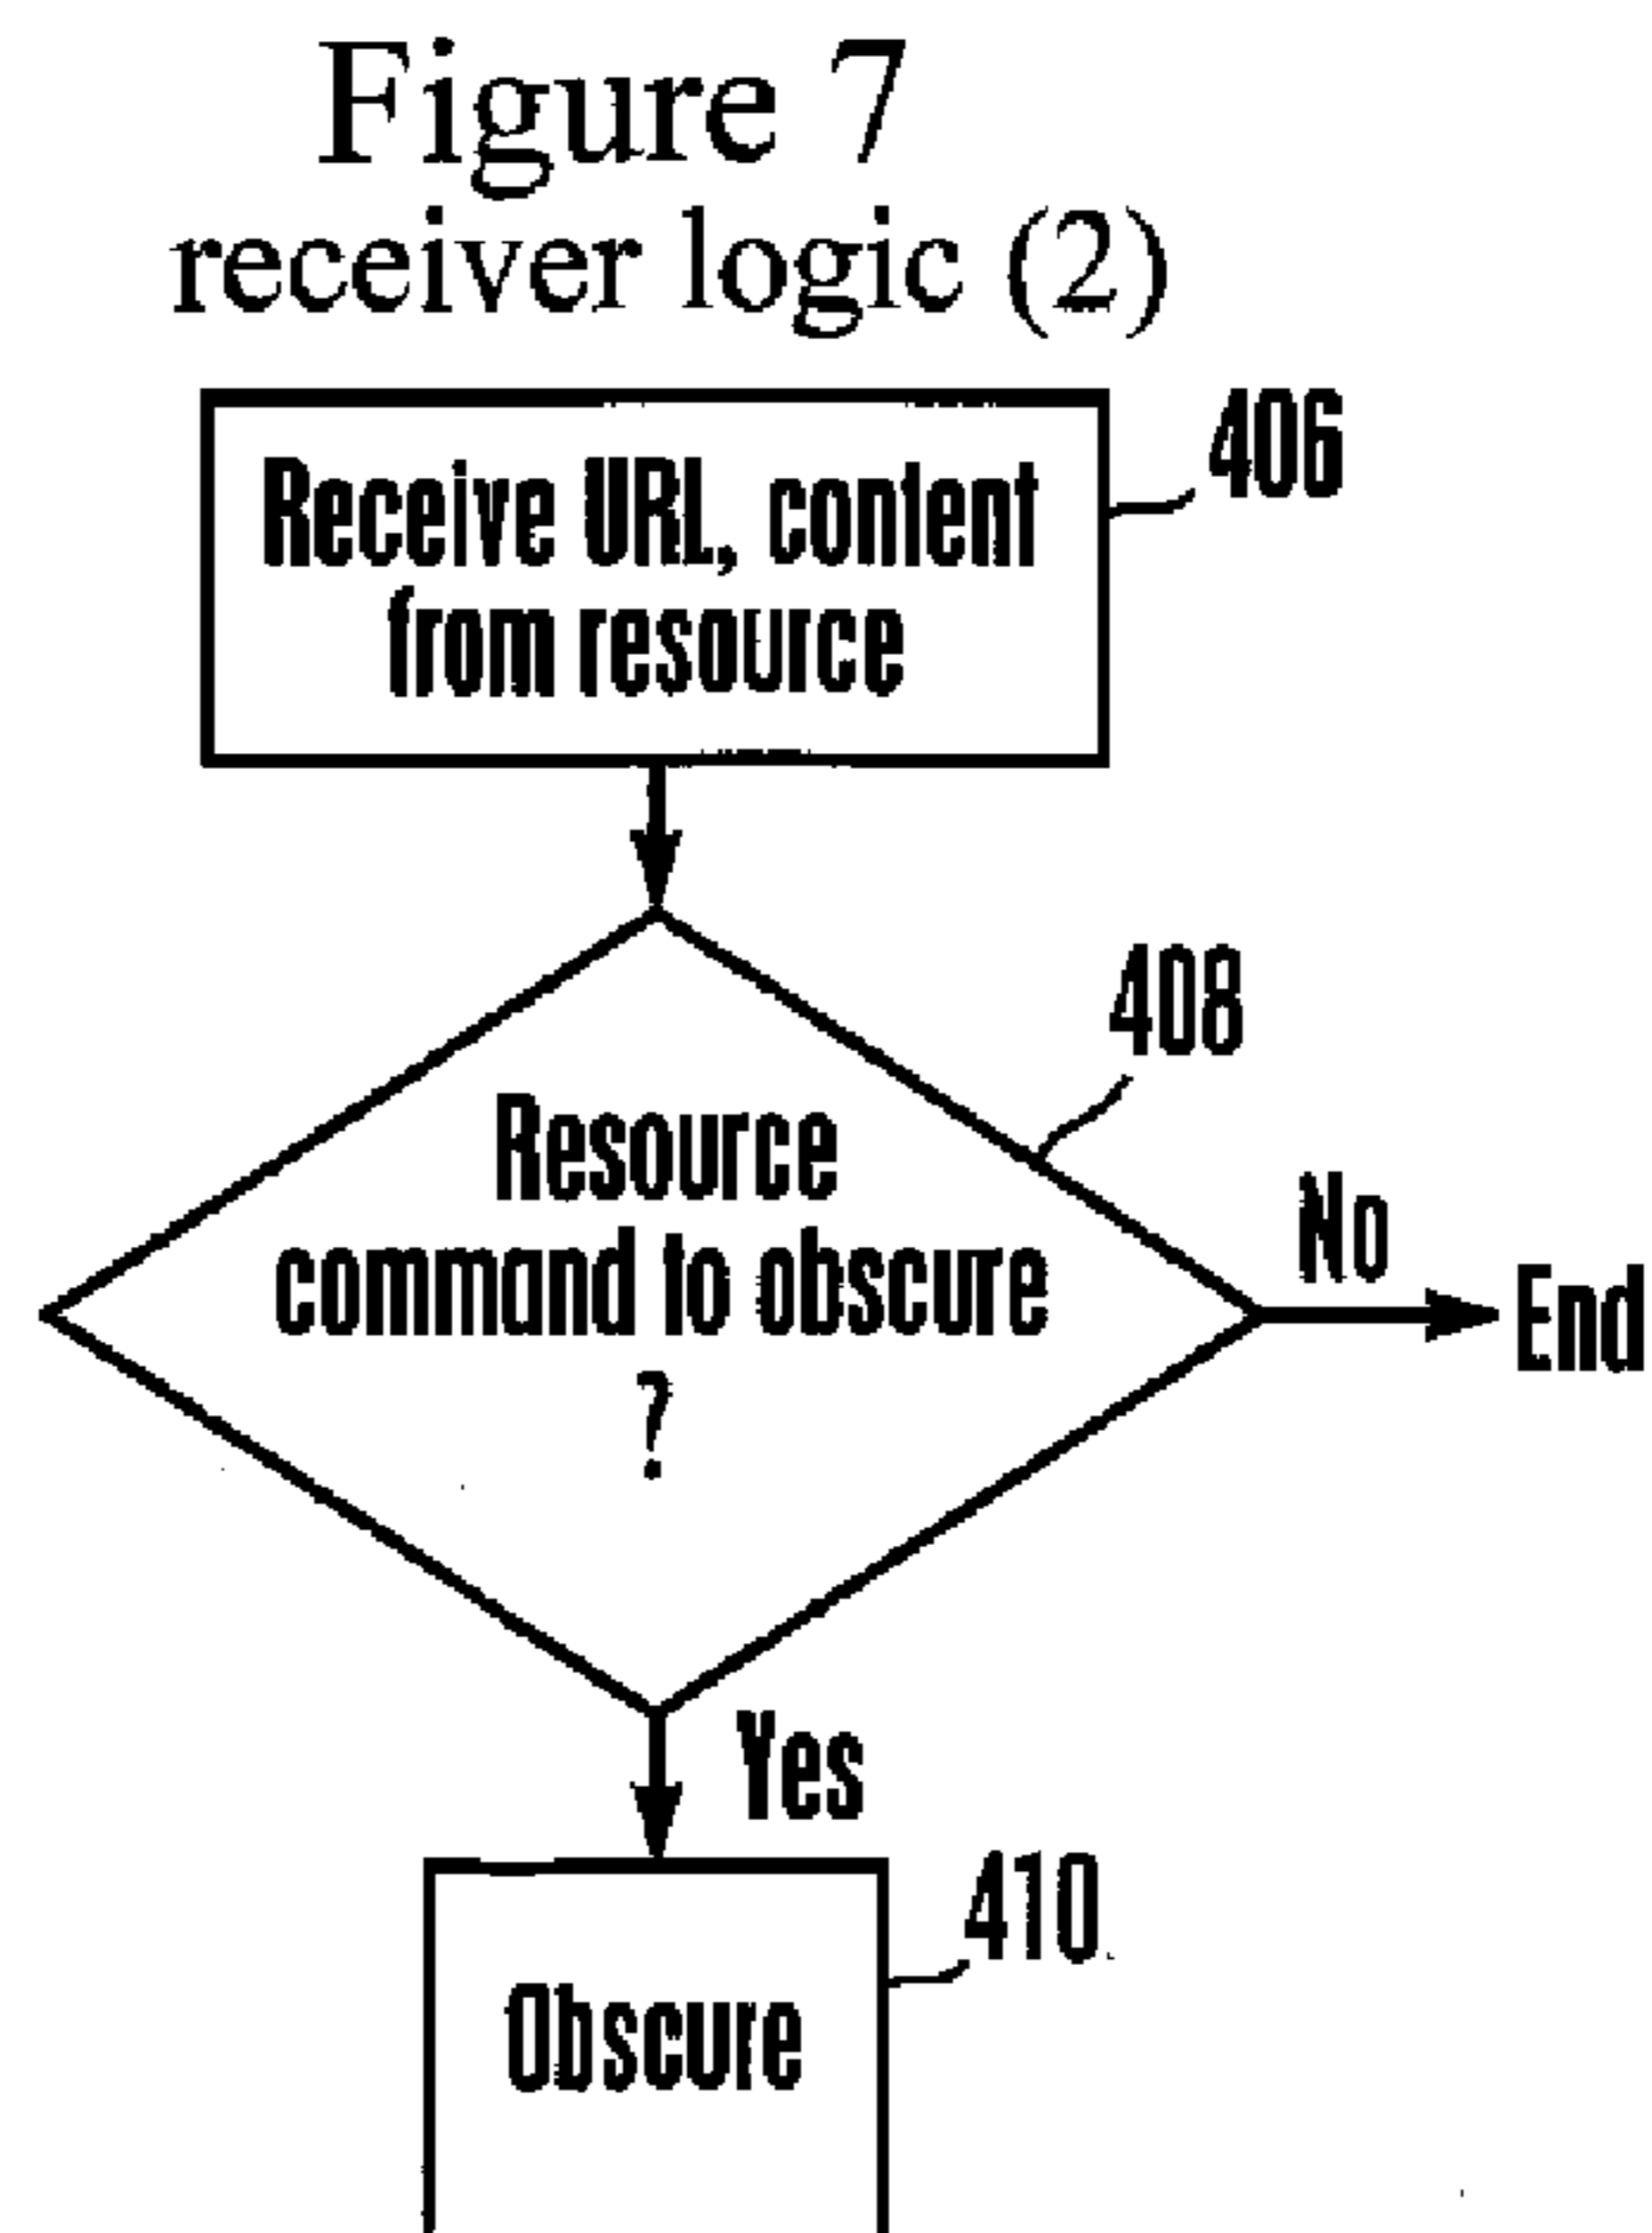 Figure 7
receiver logic (2)
406
Receive URL, content
from resource
408
Resource
command to obscure
?
No
End
Yes
410
Obscure